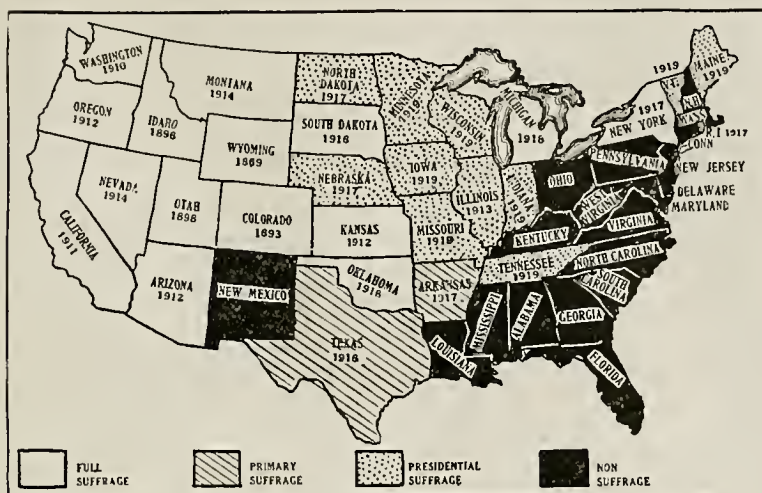 WASHINGTON
1910
OREGON
1912
IDAHO
1896
MONTANA
1914
WYOMING
1869
NEVADA
1914
UTAH
1896
CALIFORNIA
1911
COLORADO
1893
ARIZONA
1912
NEW MEXICO
NORTH
DAKOTA
1917
SOUTH DAKOTA
1918
NEBRASKA
1917
KANSAS
1912
OKLAHOMA
1918
TEXAS
1918
MINNESOTA
1919
IOWA
1919
MISSOURI
1919
ARKANSAS
1917
LOUISIANA
WISCONSIN
1919
ILLINOIS
1913
MICHIGAN
1918
INDIANA
1919
OHIO
KENTUCKY
TENNESSEE
1919
MISSISSIPPI
ALABAMA
GEORGIA
FLORIDA
SOUTH
CAROLINA
NORTH CAROLINA
VIRGINIA
WEST
VIRGINIA
PENNSYLVANIA
1917
NEW YORK
1919
VT.
N.H.
MAINE
1919
MASS.
R.I 1917
CONN
NEW JERSEY
DELAWARE
MARYLAND
FULL
SUFFRAGE
PRIMARY
SUFFRAGE
PRESIDENTIAL
SUFFRAGE
NON
SUFFRAGE